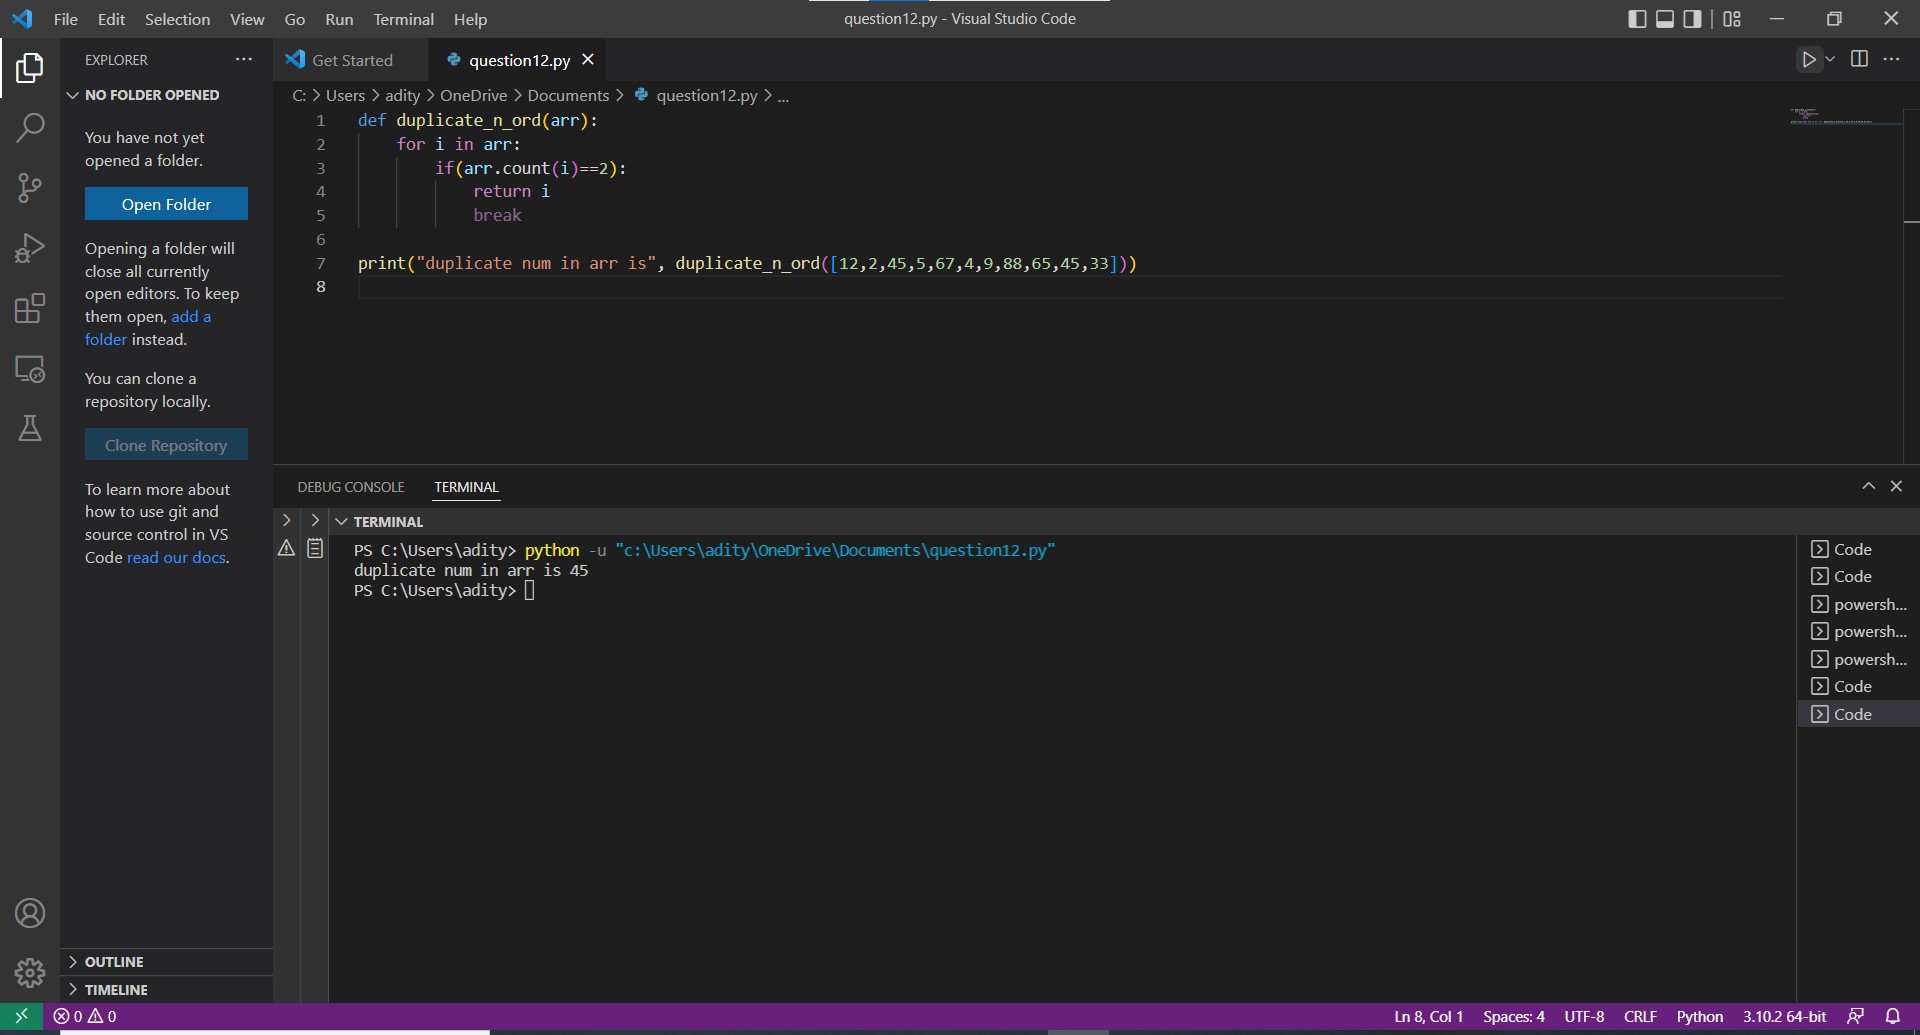 File Edit Selection View Go Run Terminal Help
question12.py - Visual Studio Code
EXPLORER
NO FOLDER OPENED
You have not yet
opened a folder.
Open Folder
Opening a folder will
close all currently
open editors. To keep
them open, add a
folder instead.
You can clone a
repository locally.
Clone Repository
To learn more about
how to use git and
source control in VS
Code read our docs.
OUTLINE
TIMELINE
Get Started
question12.py
C: > Users > adity > OneDrive > Documents > question12.py > ...
1 def duplicate_n_ord(arr):
2     for i in arr:
3         if(arr.count(i)==2):
4             return i
5             break
6
7 print("duplicate num in arr is", duplicate_n_ord([12,2,45,5,67,4,9,88,65,45,33]))
8
DEBUG CONSOLE TERMINAL
TERMINAL
PS C:\Users\adity> python -u "c:\Users\adity\OneDrive\Documents\question12.py"
duplicate num in arr is 45
PS C:\Users\adity>
Code
Code
powersh...
powersh...
powersh...
Code
Code
0 0
Ln 8, Col 1 Spaces: 4 UTF-8 CRLF Python 3.10.2 64-bit